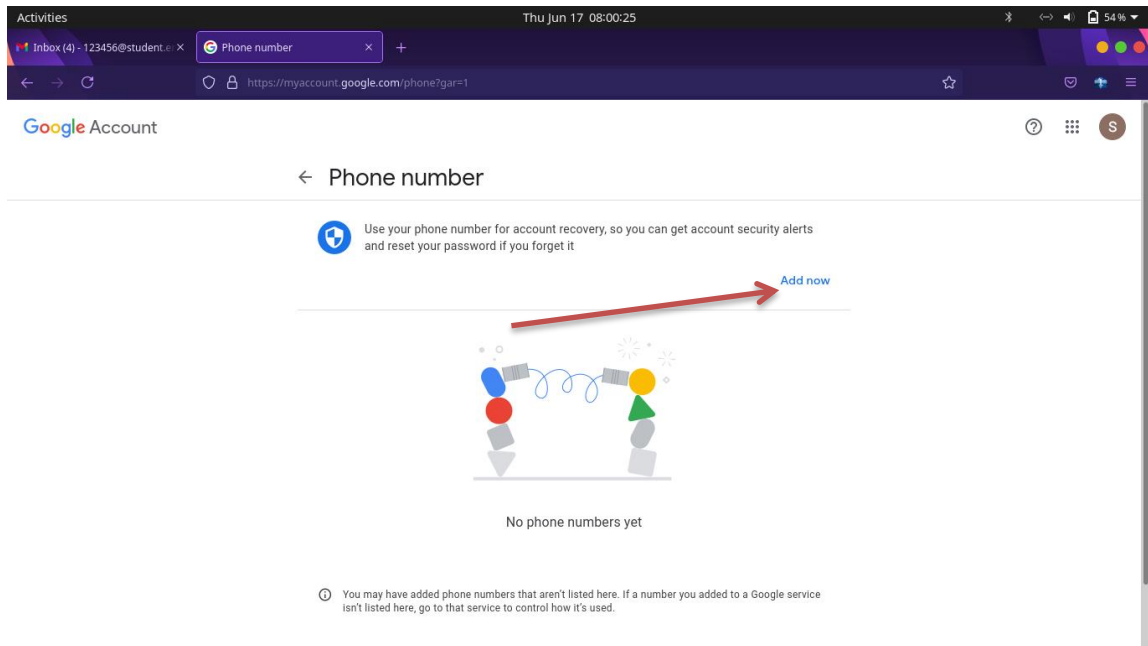 Activities
Thu Jun 17 08:00:25
54 %
Inbox (4) - 123456@student.e
Phone number
https://myaccount.google.com/phone?gar=1
Google Account
S
Phone number
Use your phone number for account recovery, so you can get account security alerts
and reset your password if you forget it
Add now
No phone numbers yet
You may have added phone numbers that aren't listed here. If a number you added to a Google service
isn't listed here, go to that service to control how it's used.